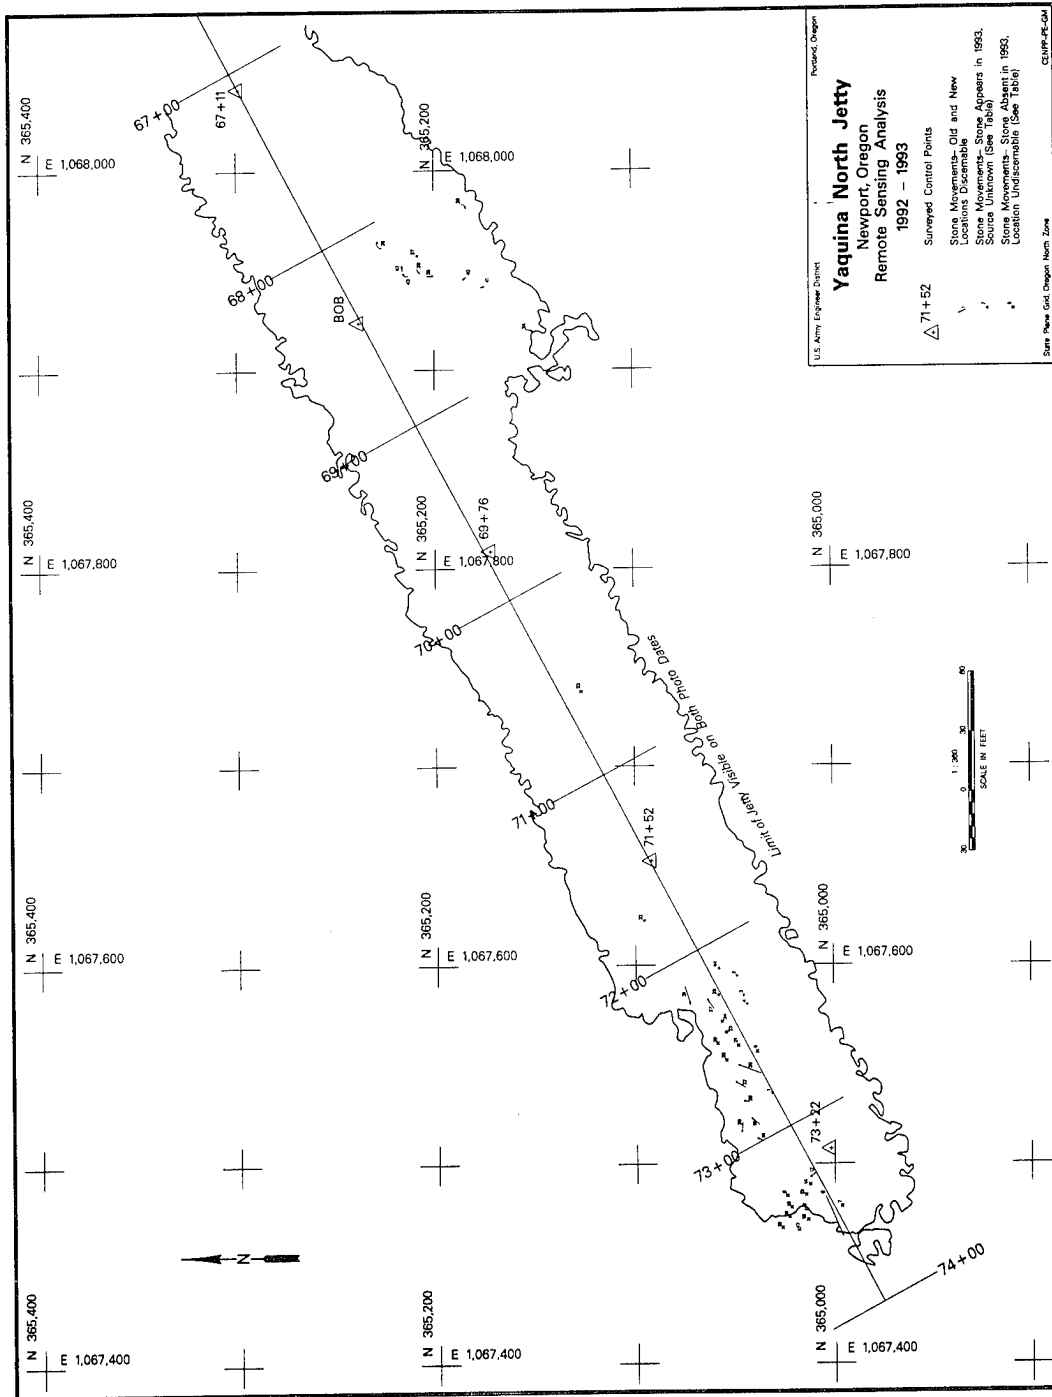 67+00
N 365,400
E 1,068,000
67+11
N 365,200
E 1,068,000
68+00
BOB
69+00
N 365,400
E 1,067,800
N 365,200
E 1,067,800
69+76
N 365,000
E 1,067,800
70+00
Limit of Jetty Visible on Both Photo Dates
71+00
71+52
N 365,400
E 1,067,600
N 365,200
E 1,067,600
N 365,000
E 1,067,600
72+00
73+00
73+22
74+00
N
N 365,400
E 1,067,400
N 365,200
E 1,067,400
N 365,000
E 1,067,400
30 0 30 60
1 : 360
SCALE IN FEET
U.S. Army Engineer District
Portland, Oregon
Yaquina North Jetty
Newport, Oregon
Remote Sensing Analysis
1992 – 1993
71+52
Surveyed Control Points
Stone Movements– Old and New
Locations Discernable
Stone Movements– Stone Appears in 1993,
Source Unknown (See Table)
Stone Movements– Stone Absent in 1993,
Location Undiscernable (See Table)
State Plane Grid, Oregon North Zone
CENPP-PE-GM